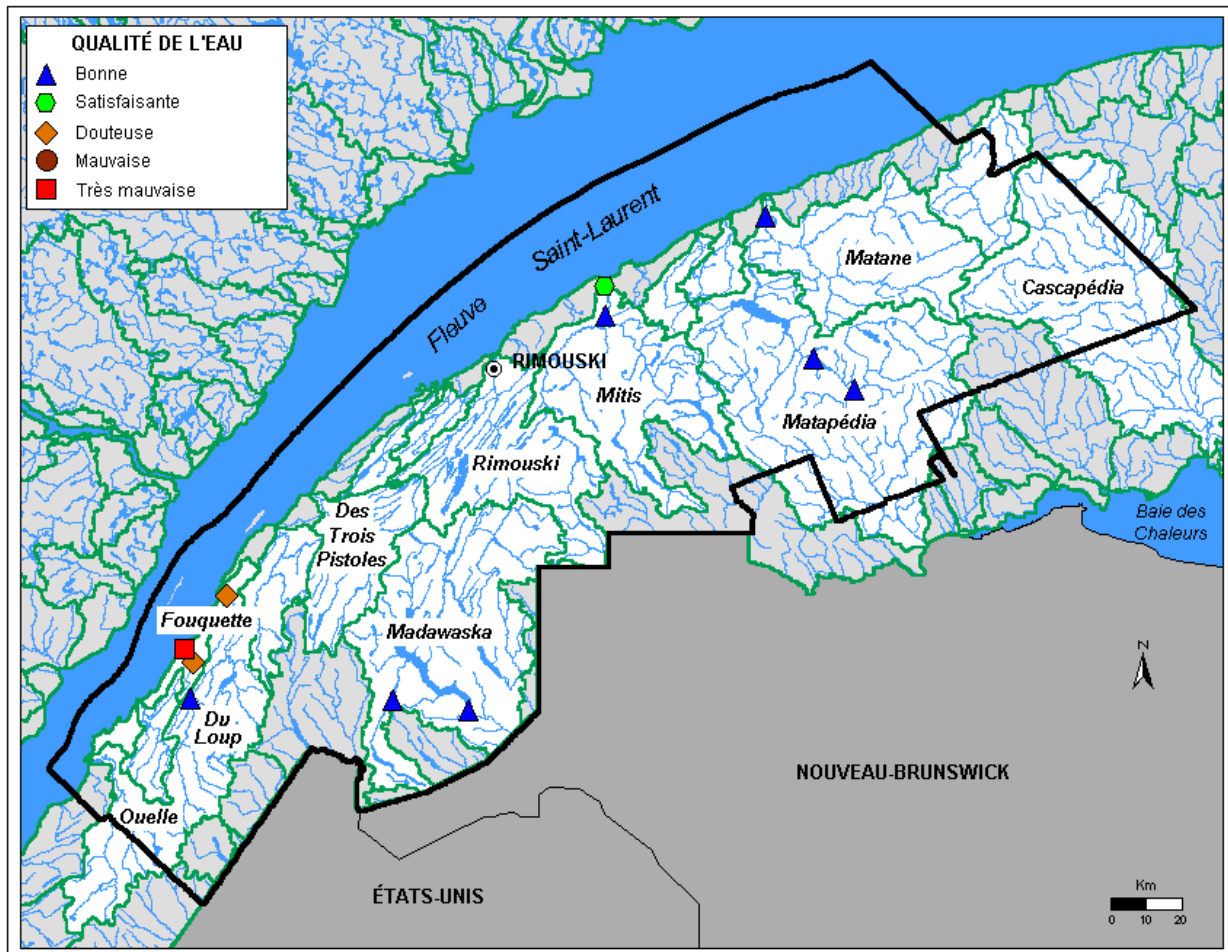 QUALITÉ DE L'EAU
Bonne
Satisfaisante
Douteuse
Mauvaise
Très mauvaise
Fleuve Saint-Laurent
Matane
Cascapédia
RIMOUSKI
Mitis
Matapédia
Rimouski
Des
Trois
Pistoles
Baie des
Chaleurs
Fouquette
Madawaska
N
Du
Loup
NOUVEAU-BRUNSWICK
Ouelle
ÉTATS-UNIS
Km
0 10 20